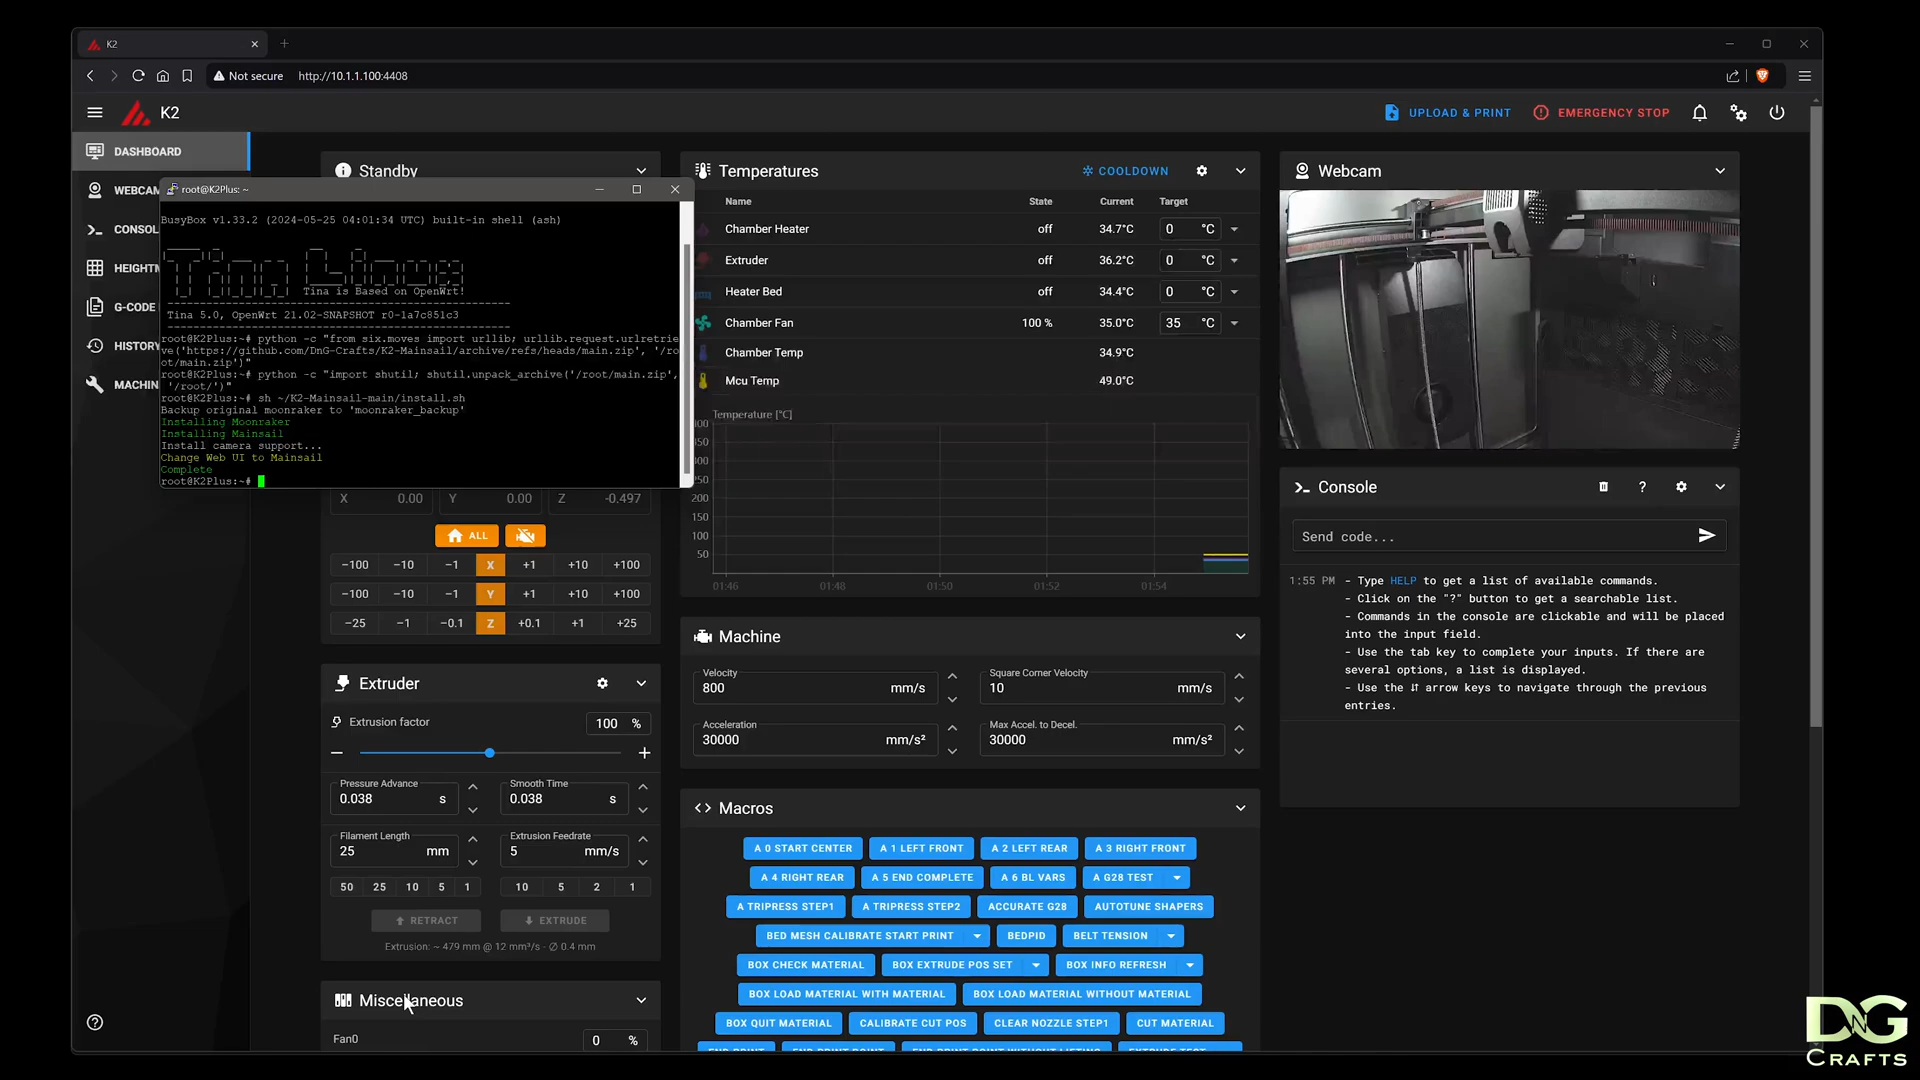 K2
Not secure http://10.1.1.100:4408
K2
UPLOAD & PRINT
EMERGENCY STOP
DASHBOARD
WEBCAM
CONSOL
HEIGHTM
G-CODE
HISTORY
MACHIN
Standby
root@K2Plus: ~
BusyBox v1.33.2 (2024-05-25 04:01:34 UTC) built-in shell (ash)
Tina Linux
Tina is Based on OpenWrt!
Tina 5.0, OpenWrt 21.02-SNAPSHOT r0-1a7c851c3
root@K2Plus:~# python -c "from six.moves import urllib; urllib.request.urlretrie
ve('https://github.com/DnG-Crafts/K2-Mainsail/archive/refs/heads/main.zip', '/ro
ot/main.zip')"
root@K2Plus:~# python -c "import shutil; shutil.unpack_archive('/root/main.zip',
'/root/')"
root@K2Plus:~# sh ~/K2-Mainsail-main/install.sh
Backup original moonraker to 'moonraker_backup'
Installing Moonraker
Installing Mainsail
Install camera support...
Change Web UI to Mainsail
Complete
root@K2Plus:~#
X 0.00 Y 0.00 Z -0.497
ALL
−100 −10 −1 X +1 +10 +100
−100 −10 −1 Y +1 +10 +100
−25 −1 −0.1 Z +0.1 +1 +25
Extruder
Extrusion factor 100 %
Pressure Advance
0.038 s
Smooth Time
0.038 s
Filament Length
25 mm
Extrusion Feedrate
5 mm/s
50 25 10 5 1
10 5 2 1
RETRACT
EXTRUDE
Extrusion: ~ 479 mm @ 12 mm³/s · ∅ 0.4 mm
Miscellaneous
Fan0 0 %
Temperatures
COOLDOWN
Name State Current Target
Chamber Heater off 34.7°C 0 °C
Extruder off 36.2°C 0 °C
Heater Bed off 34.4°C 0 °C
Chamber Fan 100 % 35.0°C 35 °C
Chamber Temp 34.9°C
Mcu Temp 49.0°C
Temperature [°C]
300
450
300
250
150
100
50
01:46 01:48 01:50 01:52 01:54
Machine
Velocity
800 mm/s
Square Corner Velocity
10 mm/s
Acceleration
30000 mm/s²
Max Accel. to Decel.
30000 mm/s²
Macros
A 0 START CENTER A 1 LEFT FRONT A 2 LEFT REAR A 3 RIGHT FRONT
A 4 RIGHT REAR A 5 END COMPLETE A 6 BL VARS A G28 TEST
A TRIPRESS STEP1 A TRIPRESS STEP2 ACCURATE G28 AUTOTUNE SHAPERS
BED MESH CALIBRATE START PRINT BEDPID BELT TENSION
BOX CHECK MATERIAL BOX EXTRUDE POS SET BOX INFO REFRESH
BOX LOAD MATERIAL WITH MATERIAL BOX LOAD MATERIAL WITHOUT MATERIAL
BOX QUIT MATERIAL CALIBRATE CUT POS CLEAR NOZZLE STEP1 CUT MATERIAL
END PRINT END PRINT POINT END PRINT POINT WITHOUT LIFTING EXTRUDE TEST
Webcam
Console
Send code...
1:55 PM - Type HELP to get a list of available commands.
- Click on the "?" button to get a searchable list.
- Commands in the console are clickable and will be placed
into the input field.
- Use the tab key to complete your inputs. If there are
several options, a list is displayed.
- Use the ⇵ arrow keys to navigate through the previous
entries.
DNG
CRAFTS